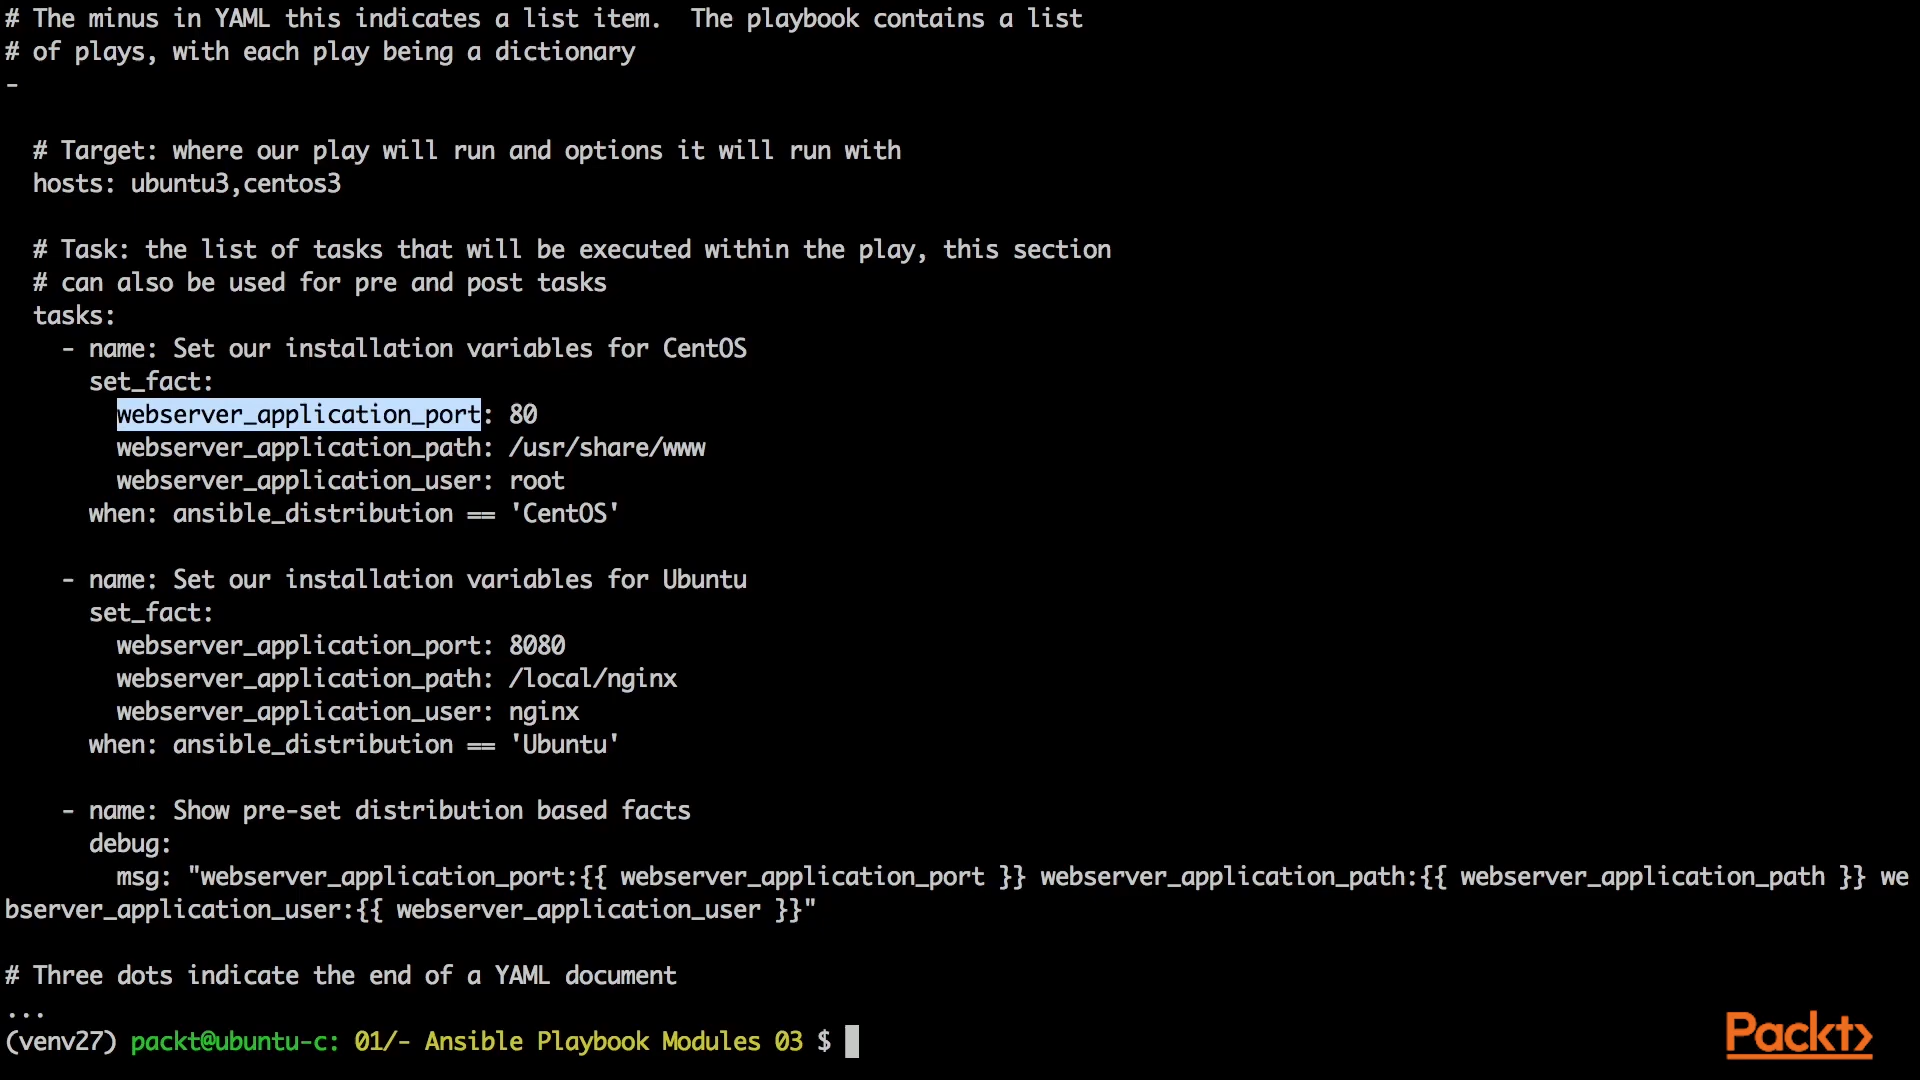 # The minus in YAML this indicates a list item.  The playbook contains a list
# of plays, with each play being a dictionary
-
  # Target: where our play will run and options it will run with
  hosts: ubuntu3,centos3
  # Task: the list of tasks that will be executed within the play, this section
  # can also be used for pre and post tasks
  tasks:
    - name: Set our installation variables for CentOS
      set_fact:
        webserver_application_port: 80
        webserver_application_path: /usr/share/www
        webserver_application_user: root
      when: ansible_distribution == 'CentOS'
    - name: Set our installation variables for Ubuntu
      set_fact:
        webserver_application_port: 8080
        webserver_application_path: /local/nginx
        webserver_application_user: nginx
      when: ansible_distribution == 'Ubuntu'
    - name: Show pre-set distribution based facts
      debug:
        msg: "webserver_application_port:{{ webserver_application_port }} webserver_application_path:{{ webserver_application_path }} we
bserver_application_user:{{ webserver_application_user }}"
# Three dots indicate the end of a YAML document
...
(venv27) packt@ubuntu-c: 01/- Ansible Playbook Modules 03 $
Packt>